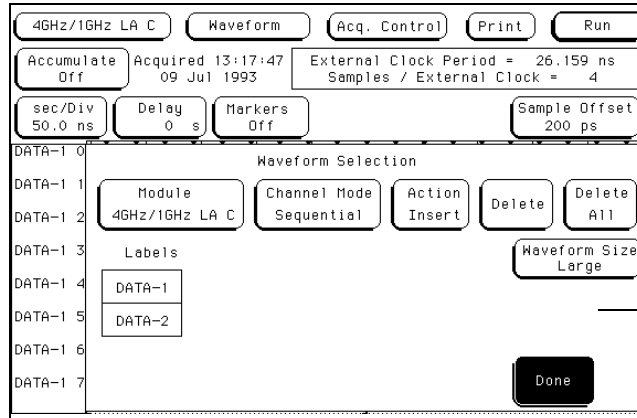 4GHz/1GHz LA C Waveform Acq. Control Print Run
Accumulate Off Acquired 13:17:47 09 Jul 1993 External Clock Period = 26.159 ns
Samples / External Clock = 4
sec/Div 50.0 ns Delay 0 s Markers Off Sample Offset 200 ps
DATA-1 0
Waveform Selection
DATA-1 1
Module 4GHz/1GHz LA C Channel Mode Sequential Action Insert Delete Delete All
DATA-1 2
DATA-1 3
Labels
Waveform Size Large
DATA-1 4
DATA-1
DATA-1 5
DATA-2
DATA-1 6
DATA-1 7
Done